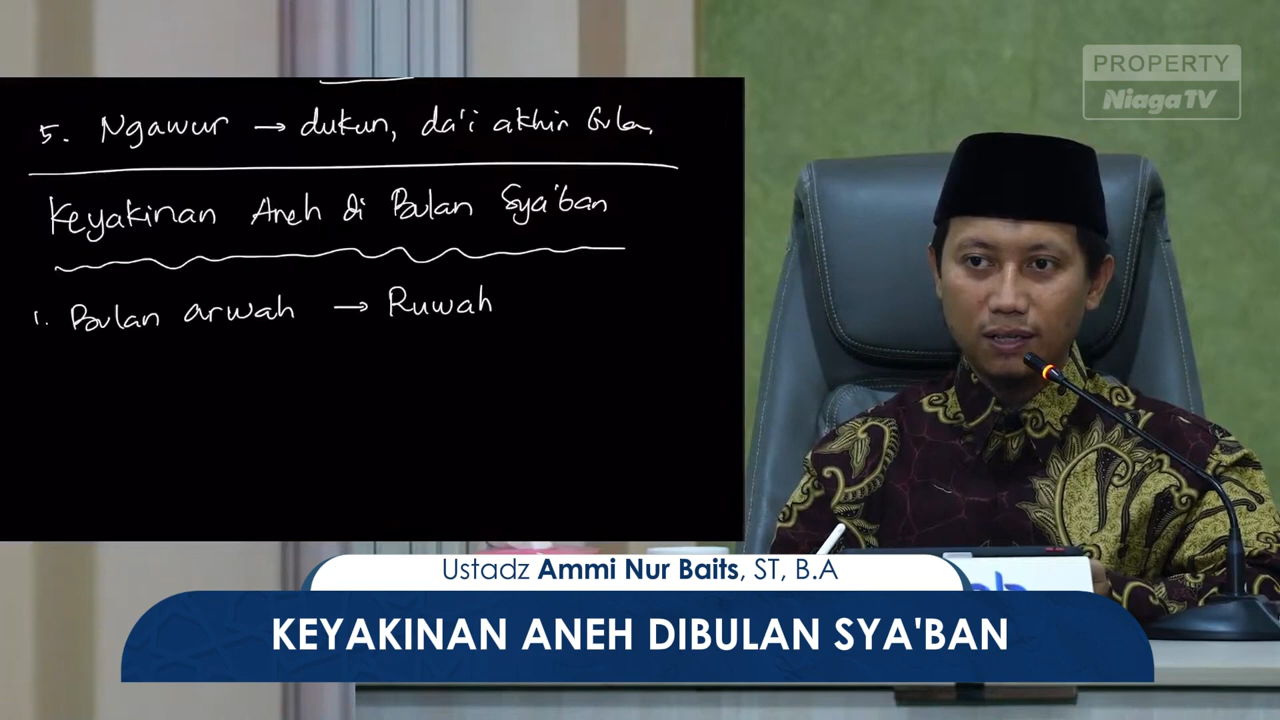 5. Ngawur → dukun, da'i akhir
Keyakinan Aneh di Bulan Sya'ban
1. Bulan arwah → Ruwah
PROPERTY
NiagaTV
Ustadz Ammi Nur Baits, ST, B.A
KEYAKINAN ANEH DIBULAN SYA'BAN